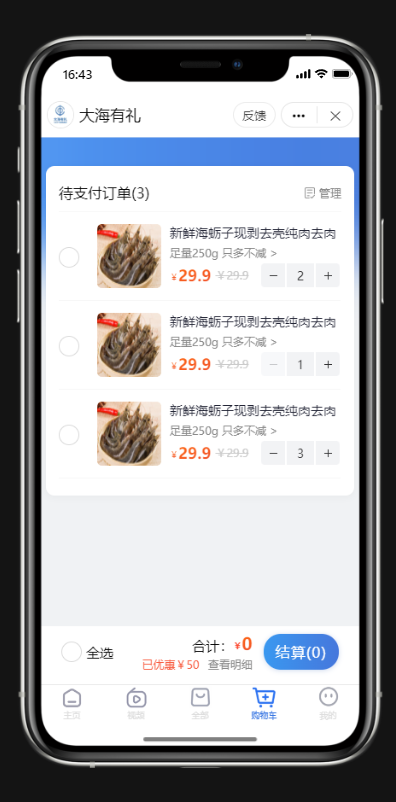 16:43
大海有礼
反馈
待支付订单(3)
管理
新鲜海蛎子现剥去壳纯肉去肉
足量250g 只多不减 >
¥29.9 ¥29.9
2
新鲜海蛎子现剥去壳纯肉去肉
足量250g 只多不减 >
¥29.9 ¥29.9
1
新鲜海蛎子现剥去壳纯肉去肉
足量250g 只多不减 >
¥29.9 ¥29.9
3
全选
合计：¥0
已优惠¥50 查看明细
结算(0)
主页
全部
购物车
我的